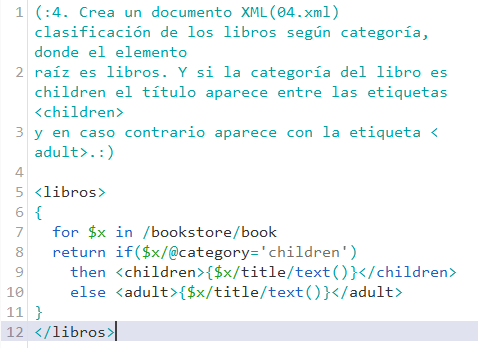 1 (:4. Crea un documento XML(04.xml)
clasificación de los libros según categoría,
donde el elemento
2 raíz es libros. Y si la categoría del libro es
children el título aparece entre las etiquetas
<children>
3 y en caso contrario aparece con la etiqueta <
adult>.:)
4
5 <libros>
6 {
7 for $x in /bookstore/book
8 return if($x/@category='children')
9 then <children>{$x/title/text()}</children>
10 else <adult>{$x/title/text()}</adult>
11 }
12 </libros>